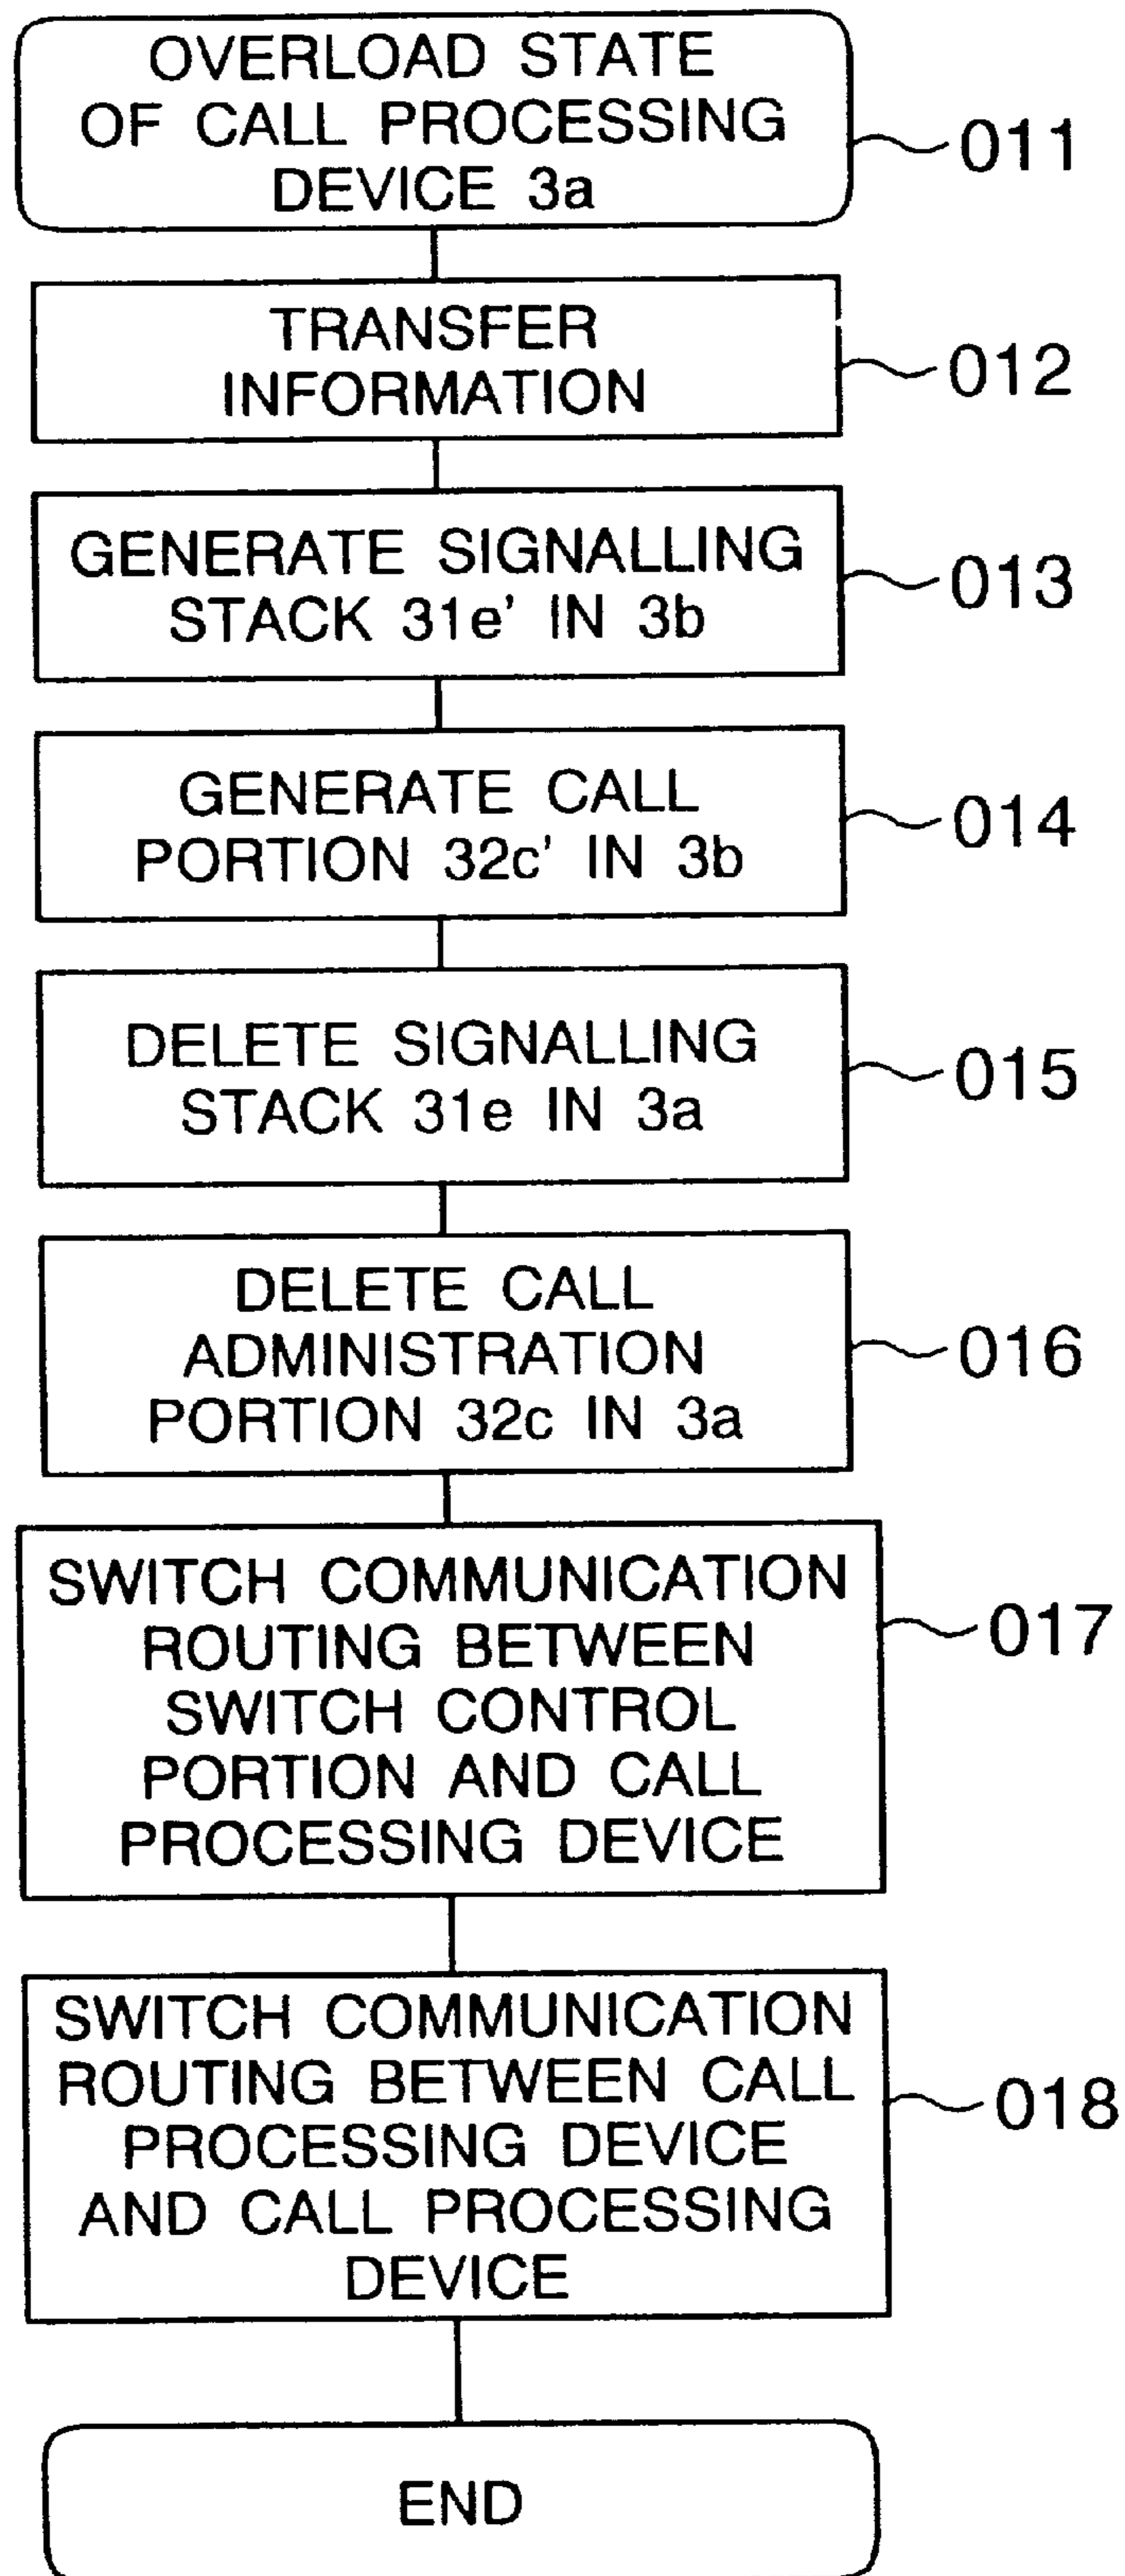 OVERLOAD STATE
OF CALL PROCESSING
DEVICE 3a
011
TRANSFER
INFORMATION
012
GENERATE SIGNALLING
STACK 31e' IN 3b
013
GENERATE CALL
PORTION 32c' IN 3b
014
DELETE SIGNALLING
STACK 31e IN 3a
015
DELETE CALL
ADMINISTRATION
PORTION 32c IN 3a
016
SWITCH COMMUNICATION
ROUTING BETWEEN
SWITCH CONTROL
PORTION AND CALL
PROCESSING DEVICE
017
SWITCH COMMUNICATION
ROUTING BETWEEN CALL
PROCESSING DEVICE
AND CALL PROCESSING
DEVICE
018
END